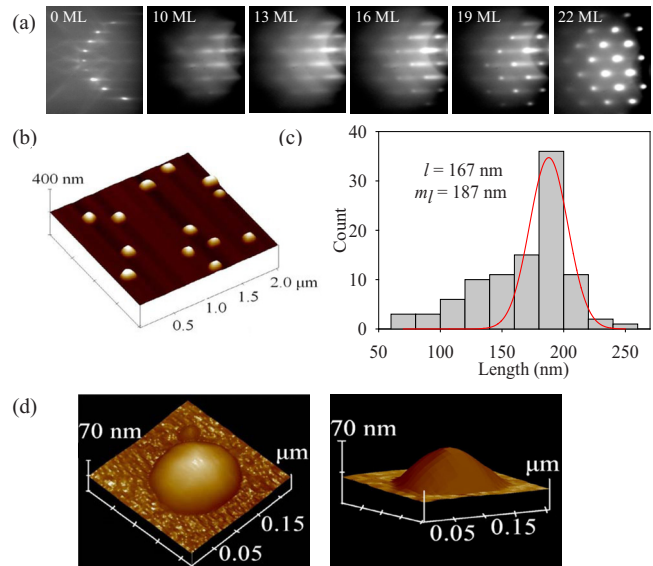 (a)
0 ML 10 ML 13 ML 16 ML 19 ML 22 ML
(b)
400 nm
2.0 μm
1.5
1.0
0.5
(c)
40
30
20
10
0
Count
l = 167 nm
ml = 187 nm
50 100 150 200 250
Length (nm)
(d)
70 nm
μm
0.15
0.05
70 nm
μm
0.15
0.05